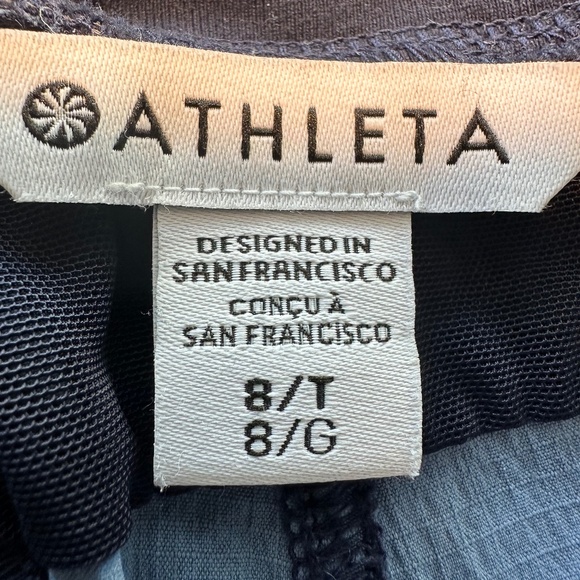 ATHLETA
DESIGNED IN
SAN FRANCISCO
CONÇU À
SAN FRANCISCO
8/T
8/G